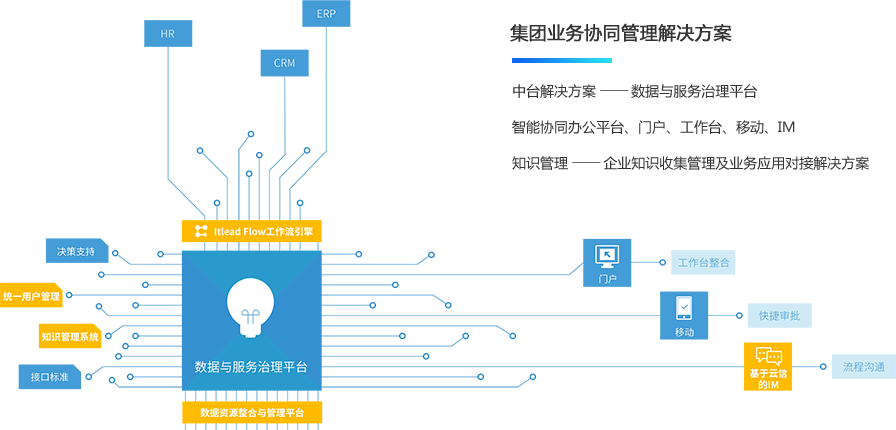 ERP
HR
CRM
集团业务协同管理解决方案
中台解决方案 —— 数据与服务治理平台
智能协同办公平台、门户、工作台、移动、IM
知识管理 —— 企业知识收集管理及业务应用对接解决方案
Itlead Flow工作流引擎
决策支持
统一用户管理
知识管理系统
接口标准
数据与服务治理平台
数据资源整合与管理平台
门户
工作台整合
移动
快捷审批
基于云信
的IM
流程沟通